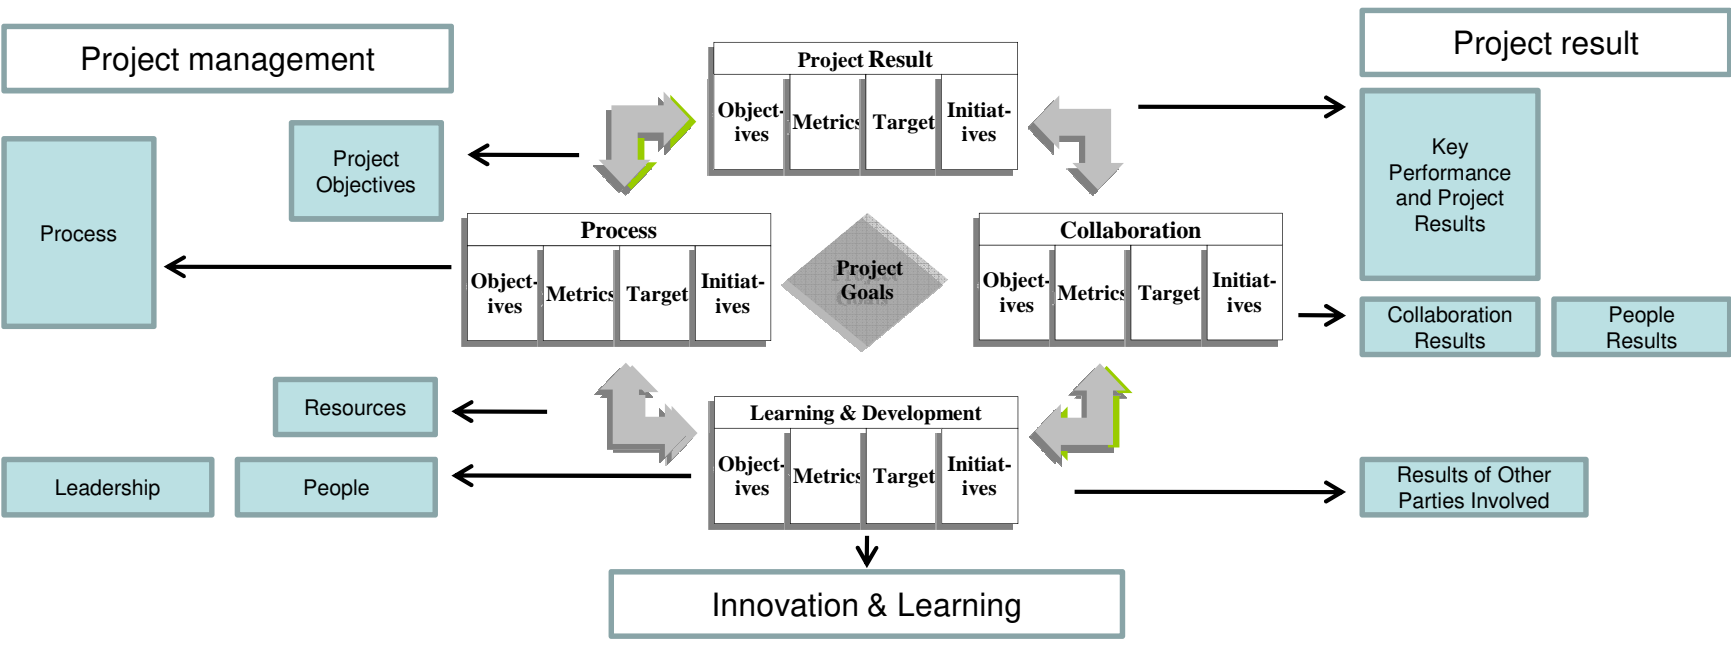 Project management
Project result
Project Result
Object-
ives
Metrics
Target
Initiat-
ives
Key
Performance
and Project
Results
Project
Objectives
Process
Process
Object-
ives
Metrics
Target
Initiat-
ives
Project
Goals
Collaboration
Object-
ives
Metrics
Target
Initiat-
ives
Collaboration
Results
People
Results
Resources
Learning & Development
Object-
ives
Metrics
Target
Initiat-
ives
Leadership
People
Results of Other
Parties Involved
Innovation & Learning